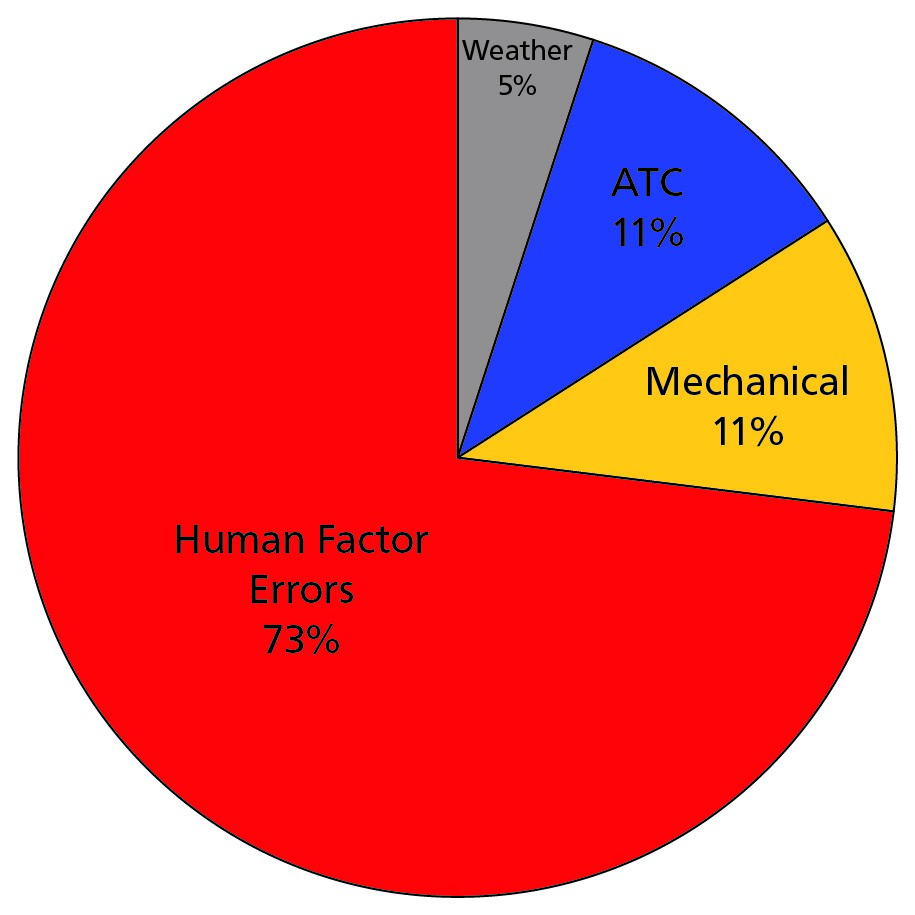 Weather
5%
ATC
11%
Mechanical
11%
Human Factor
Errors
73%